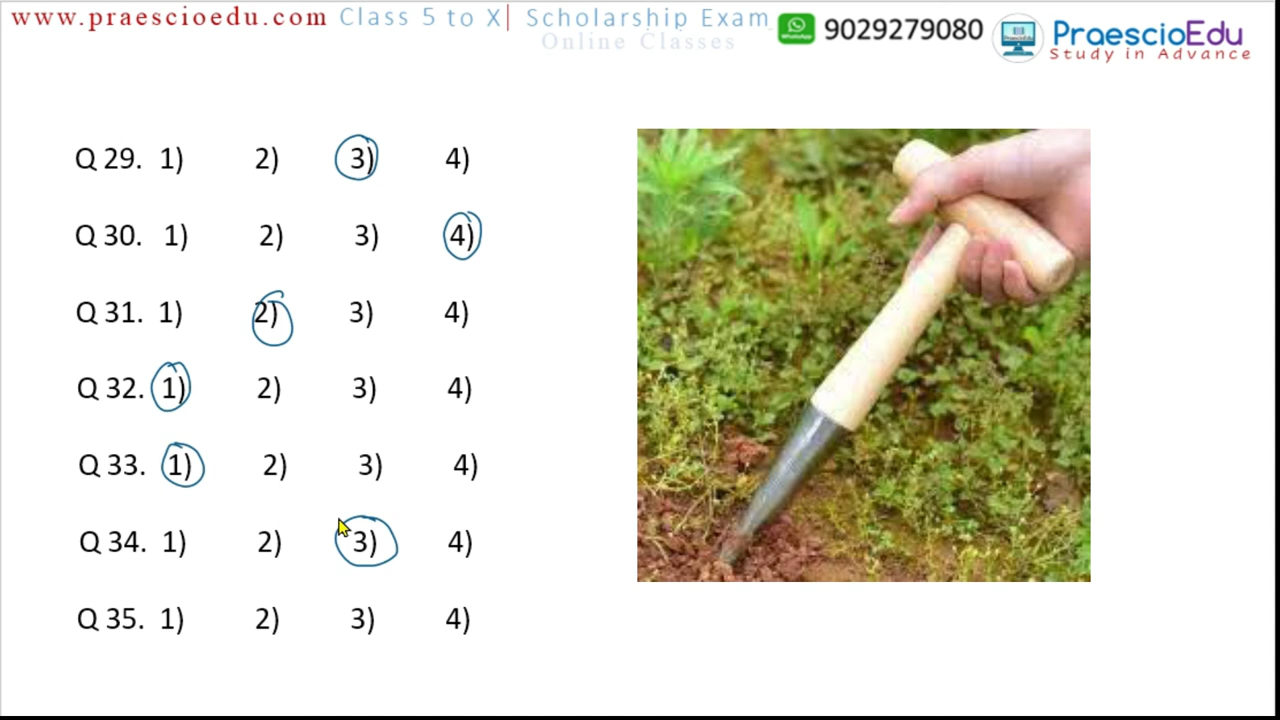 www.praescioedu.com Class 5 to X| Scholarship Exam 9029279080 PraescioEdu
Online Classes Study in Advance
Q 29. 1) 2) 3) 4)
Q 30. 1) 2) 3) 4)
Q 31. 1) 2) 3) 4)
Q 32. 1) 2) 3) 4)
Q 33. 1) 2) 3) 4)
Q 34. 1) 2) 3) 4)
Q 35. 1) 2) 3) 4)